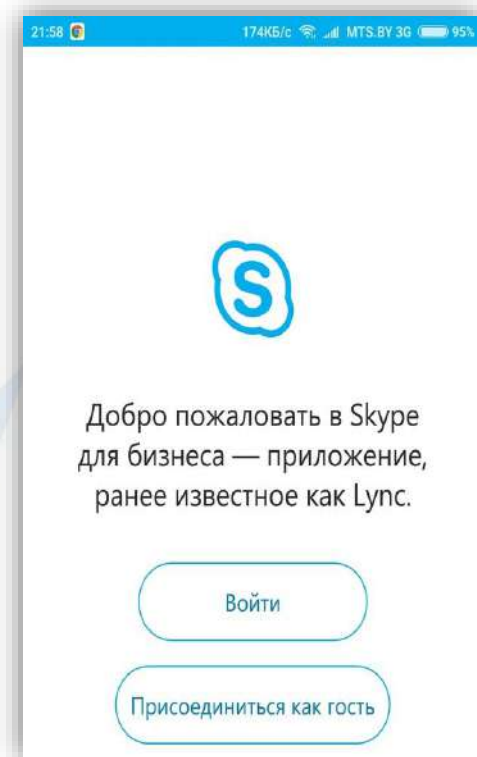 21:58 174КБ/с MTS.BY 3G 95%
Добро пожаловать в Skype
для бизнеса — приложение,
ранее известное как Lync.
Войти
Присоединиться как гость